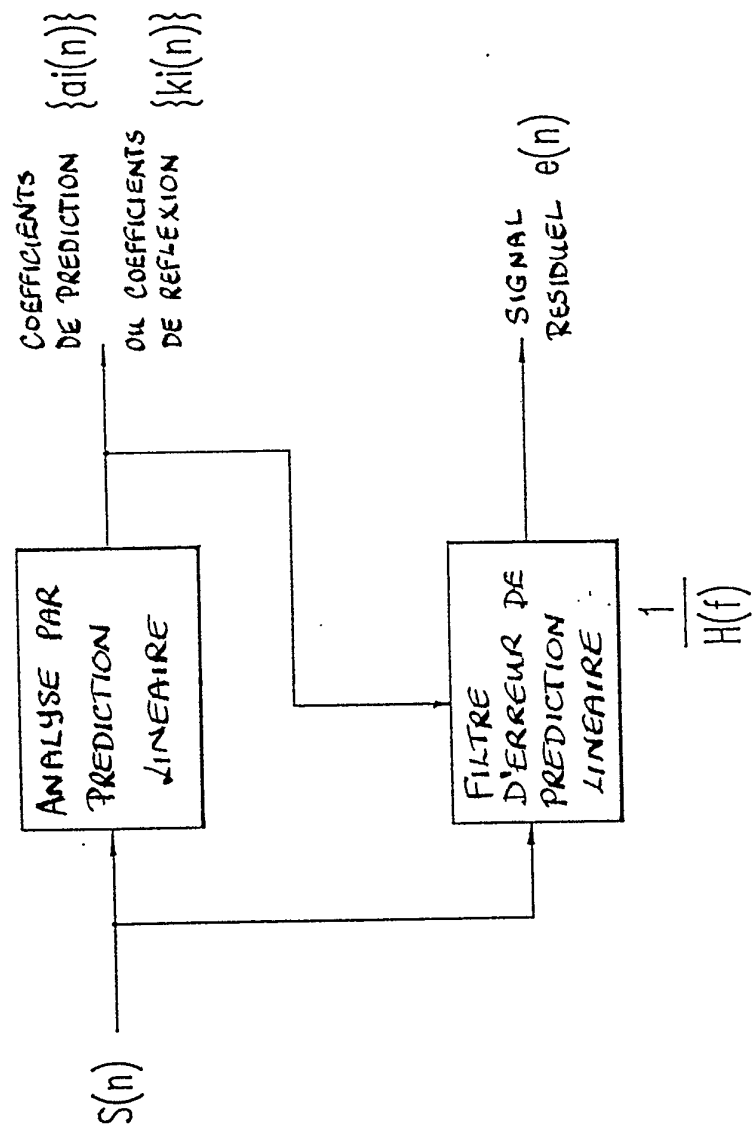 S(n)
ANALYSE PAR
PREDICTION
LINEAIRE
COEFFICIENTS
DE PREDICTION {ai(n)}
OU COEFFICIENTS
DE REFLEXION {ki(n)}
FILTRE
D'ERREUR DE
PREDICTION
LINEAIRE
1
H(f)
SIGNAL
RESIDUEL e(n)